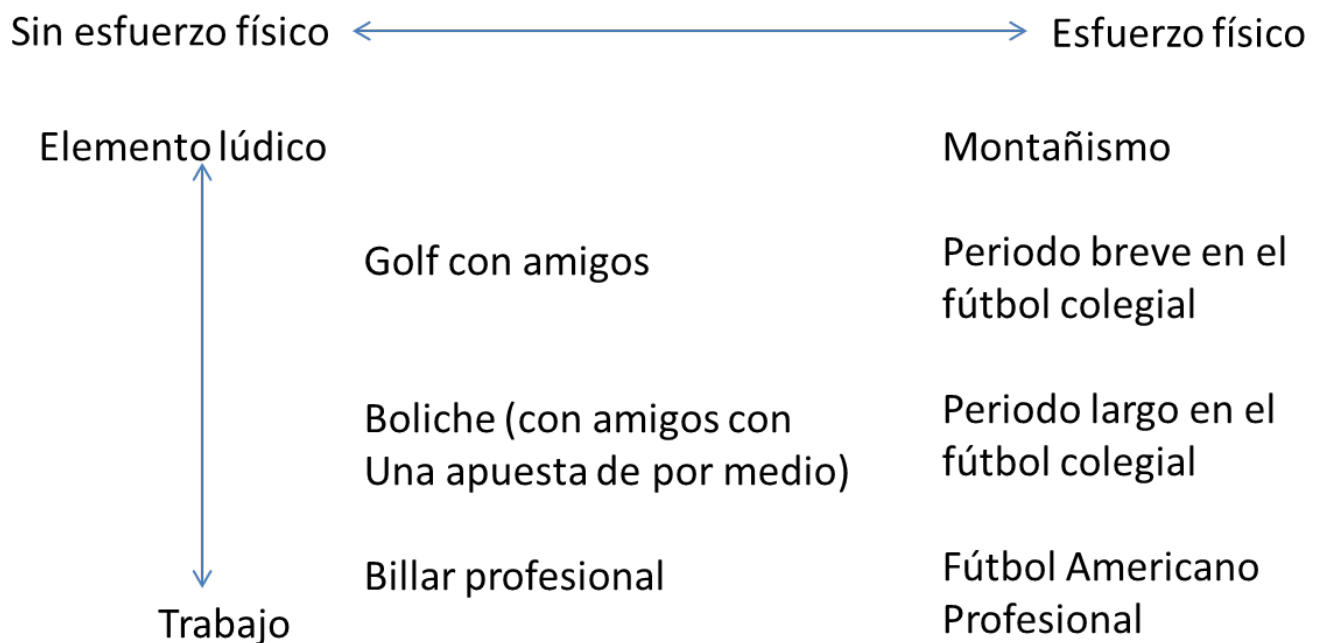 Sin esfuerzo físico
Esfuerzo físico
Elemento lúdico
Montañismo
Golf con amigos
Periodo breve en el
fútbol colegial
Boliche (con amigos con
Una apuesta de por medio)
Periodo largo en el
fútbol colegial
Billar profesional
Fútbol Americano
Profesional
Trabajo